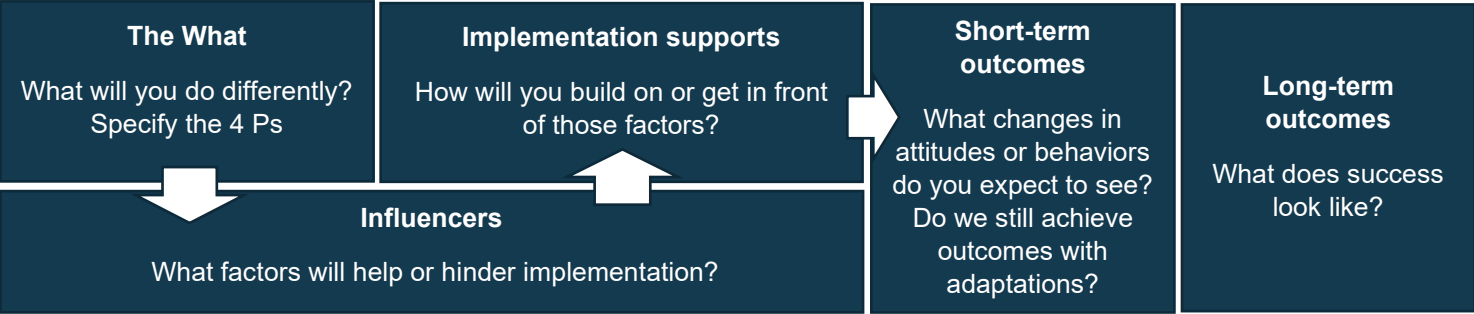 The What
What will you do differently?
Specify the 4 Ps
Implementation supports
How will you build on or get in front
of those factors?
Influencers
What factors will help or hinder implementation?
Short-term
outcomes
What changes in
attitudes or behaviors
do you expect to see?
Do we still achieve
outcomes with
adaptations?
Long-term
outcomes
What does success
look like?